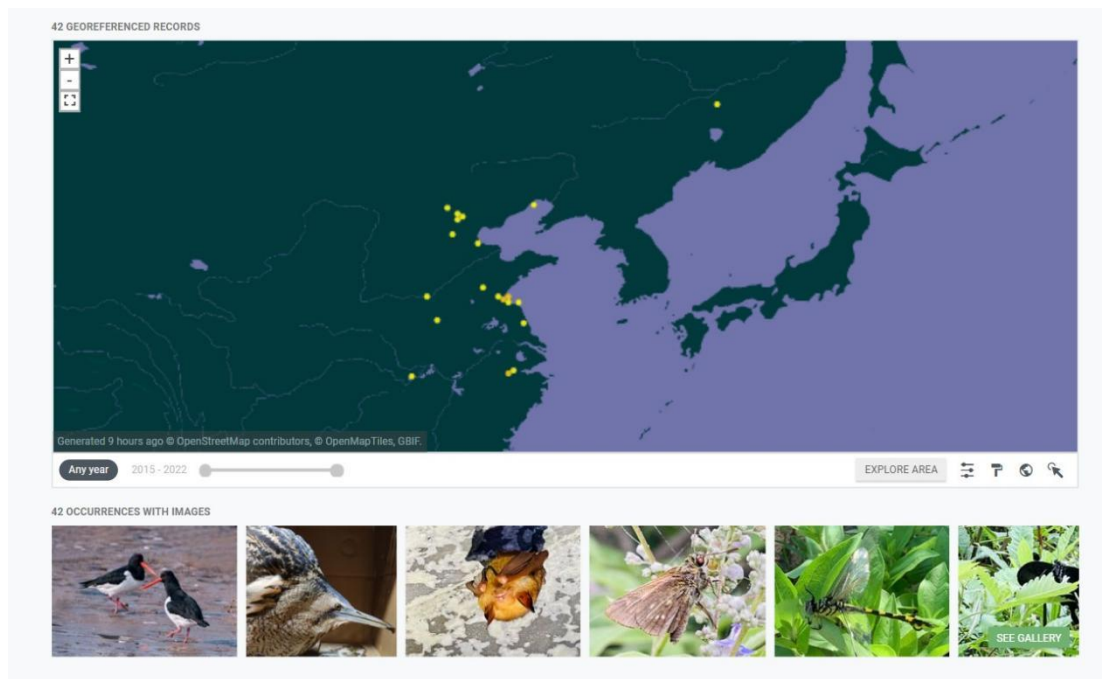 42 GEOREFERENCED RECORDS
+
-
Generated 9 hours ago © OpenStreetMap contributors, © OpenMapTiles, GBIF.
Any year 2015 - 2022 EXPLORE AREA
42 OCCURRENCES WITH IMAGES
SEE GALLERY